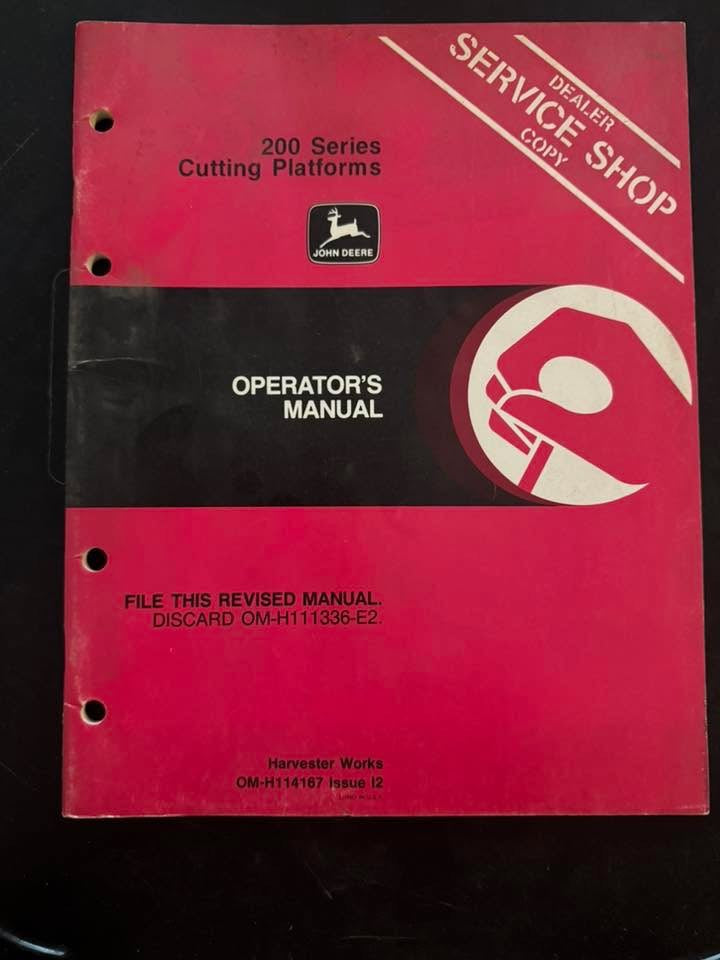 DEALER
SERVICE SHOP
COPY
200 Series
Cutting Platforms
JOHN DEERE
OPERATOR'S
MANUAL
FILE THIS REVISED MANUAL.
DISCARD OM-H111336-E2.
Harvester Works
OM-H114167 Issue I2